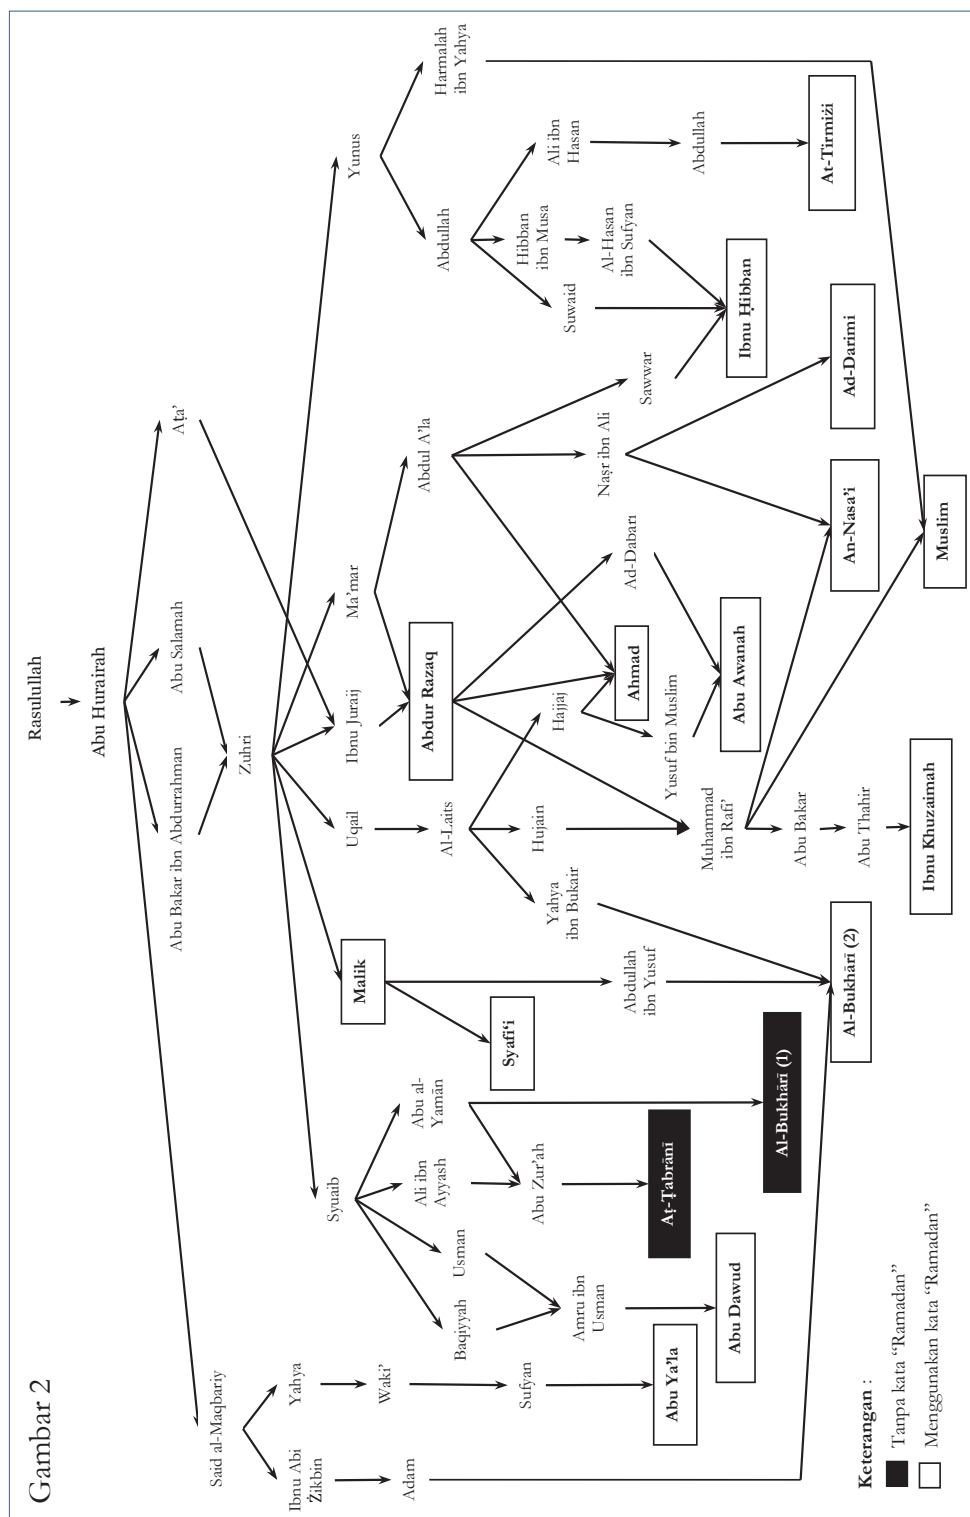 Gambar 2
Rasulullah
Abu Hurairah
Said al-Maqbariy
Abu Bakar ibn Abdurrahman
Abu Salamah
Aṭa’
Zuhri
Ibnu Abi
Żikbin
Yahya
Syuaib
Malik
Uqail
Ibnu Juraij
Ma’mar
Yunus
Adam
Waki’
Baqiyyah
Usman
Ali ibn
Ayyash
Abu al-
Yamān
Al-Laits
Abdur Razaq
Abdul A’la
Abdullah
Harmalah
ibn Yahya
Sufyan
Amru ibn
Usman
Abu Zur’ah
Syafi‘i
Yahya
ibn Bukair
Hujain
Hajjaj
Suwaid
Hibban
ibn Musa
Ali ibn
Hasan
Abdullah
ibn Yusuf
Ahmad
Ad-Dabari
Naṣr ibn Ali
Sawwar
Al-Hasan
ibn Sufyan
Abu Ya’la
Abu Dawud
Aṭ-Ṭabrānī
Al-Bukhārī (1)
Muhammad
ibn Rafi’
Yusuf bin Muslim
Abu Awanah
Ibnu Ḥibban
Abdullah
Abu Bakar
Abu Thahir
At-Tirmiżi
Al-Bukhārī (2)
Ibnu Khuzaimah
An-Nasa’i
Ad-Darimi
Muslim
Keterangan :
Tanpa kata “Ramadan”
Menggunakan kata “Ramadan”